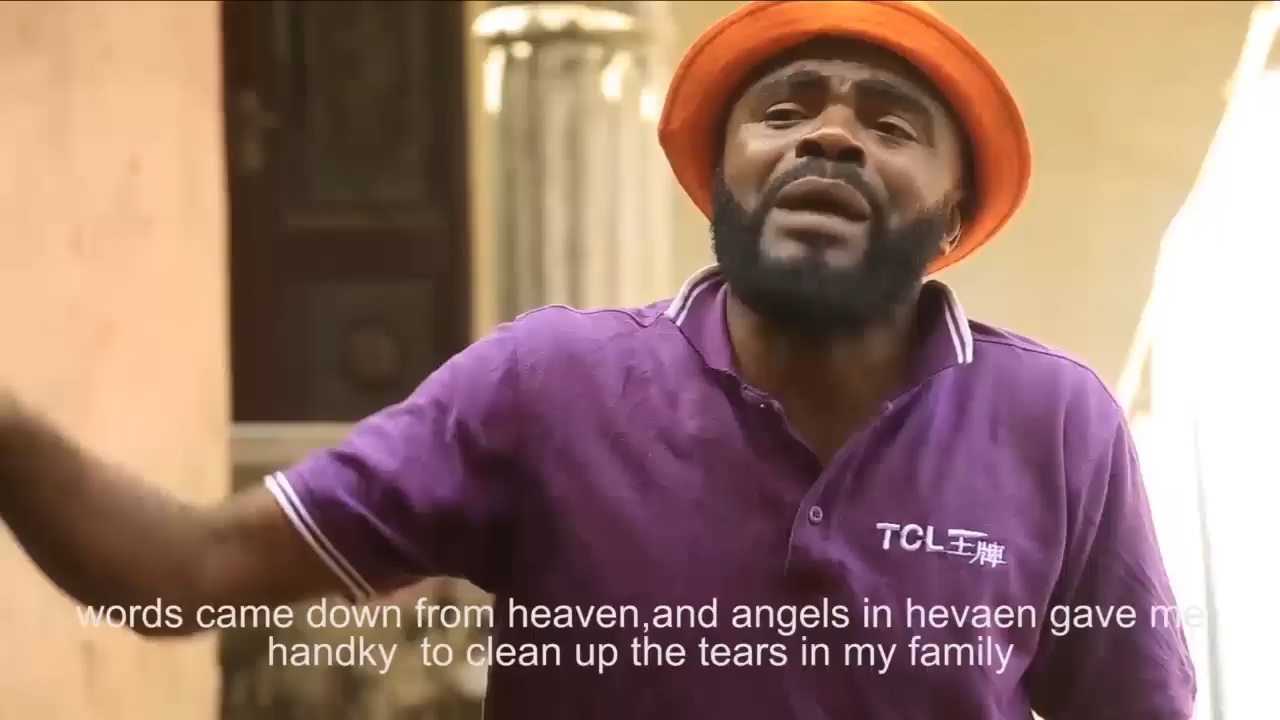 TCL王牌
words came down from heaven,and angels in hevaen gave me
handky  to clean up the tears in my family